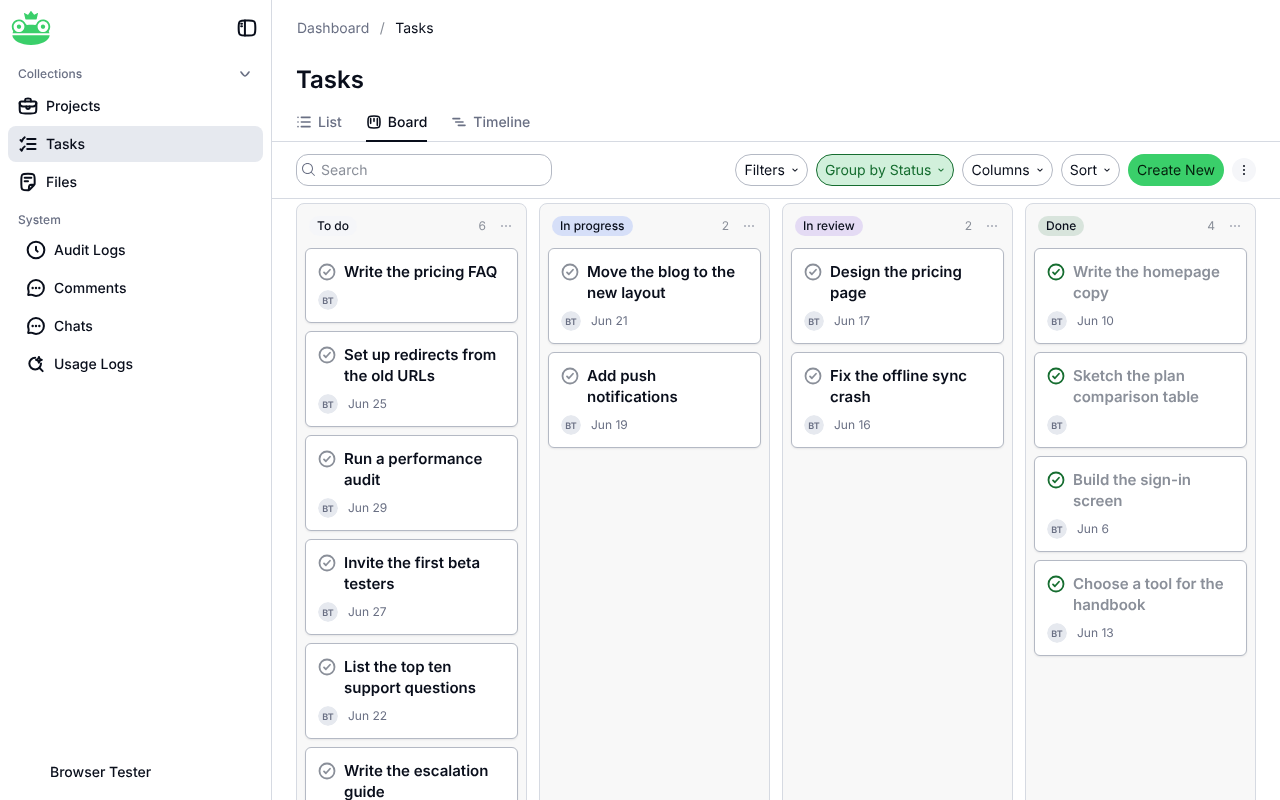 Collections
Projects
Tasks
Files
System
Audit Logs
Comments
Chats
Usage Logs
Browser Tester
Dashboard / Tasks
Tasks
List
Board
Timeline
Search
Filters
Group by Status
Columns
Sort
Create New
To do 6
Write the pricing FAQ
BT
Set up redirects from
the old URLs
BT Jun 25
Run a performance
audit
BT Jun 29
Invite the first beta
testers
BT Jun 27
List the top ten
support questions
BT Jun 22
Write the escalation
guide
In progress 2
Move the blog to the
new layout
BT Jun 21
Add push
notifications
BT Jun 19
In review 2
Design the pricing
page
BT Jun 17
Fix the offline sync
crash
BT Jun 16
Done 4
Write the homepage
copy
BT Jun 10
Sketch the plan
comparison table
BT
Build the sign-in
screen
BT Jun 6
Choose a tool for the
handbook
BT Jun 13